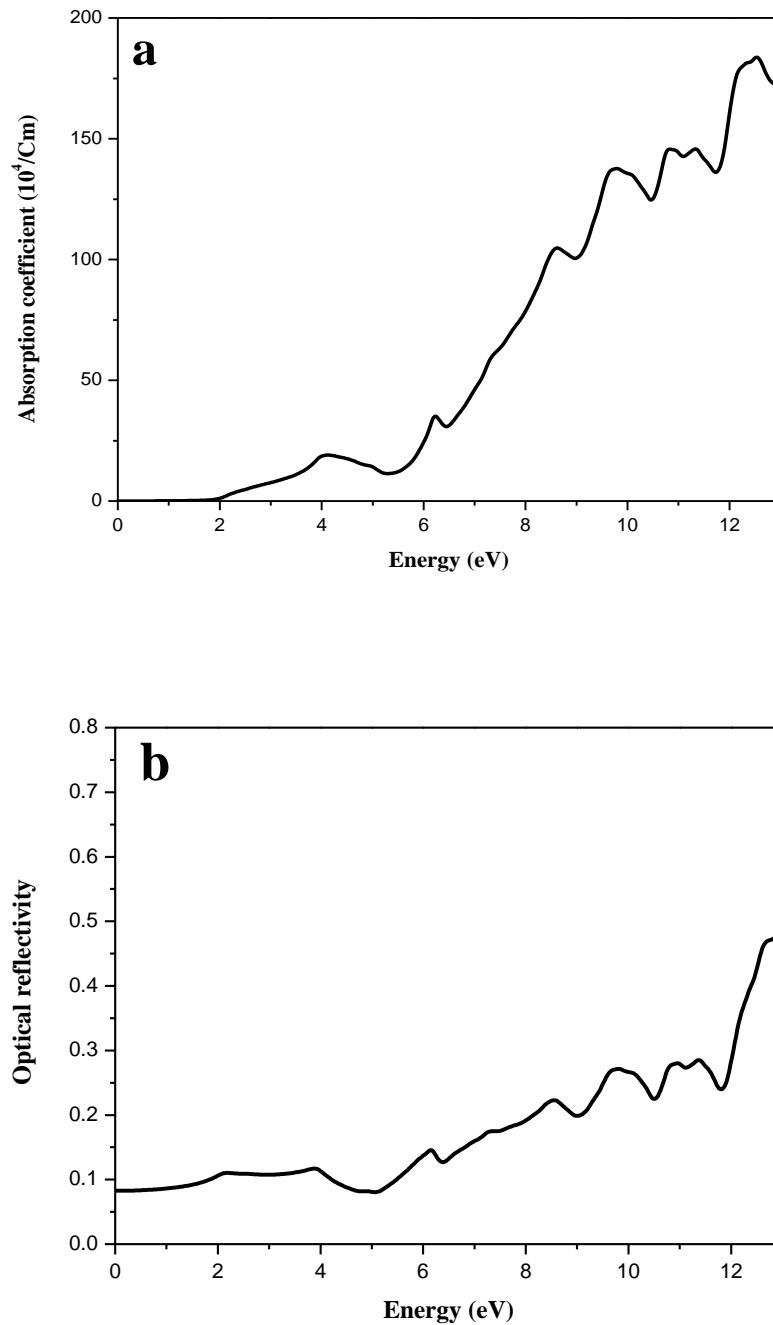 a
200
150
100
50
0
Absorption coefficient (10⁴/Cm)
0 2 4 6 8 10 12
Energy (eV)
b
0.8
0.7
0.6
0.5
0.4
0.3
0.2
0.1
0.0
Optical reflectivity
0 2 4 6 8 10 12
Energy (eV)